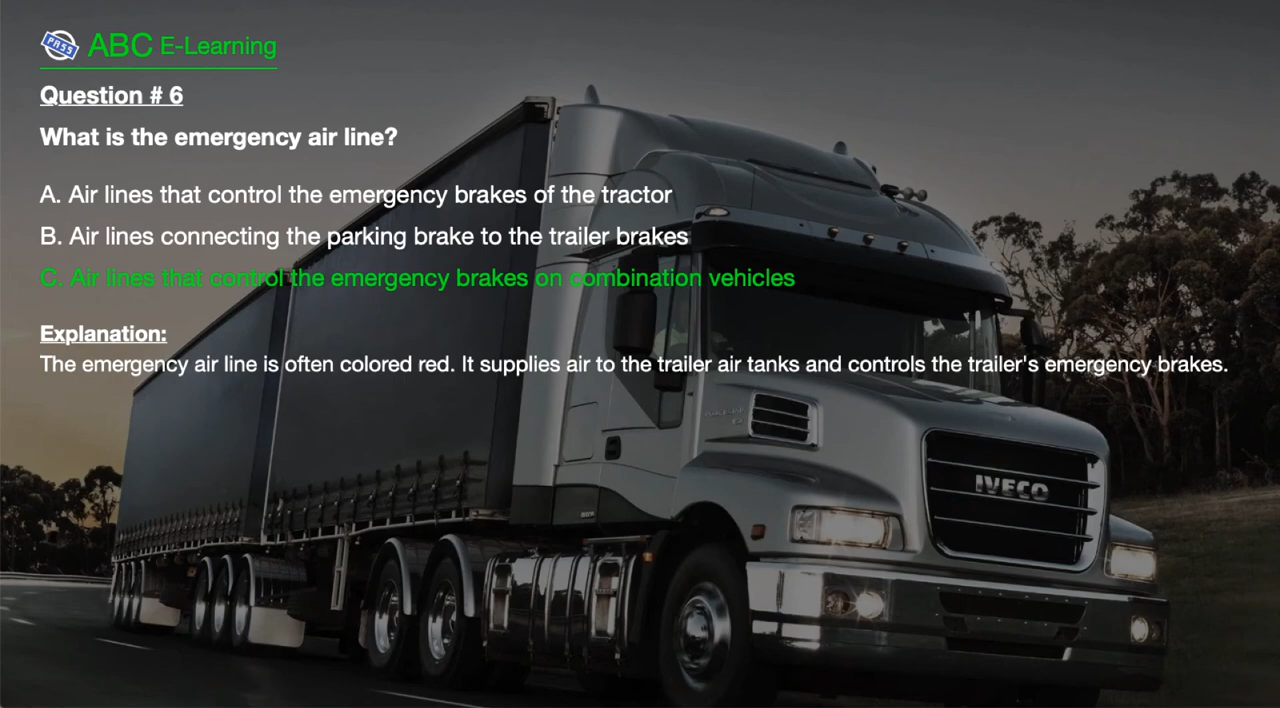 PASS
ABC E-Learning
Question # 6
What is the emergency air line?
A. Air lines that control the emergency brakes of the tractor
B. Air lines connecting the parking brake to the trailer brakes
C. Air lines that control the emergency brakes on combination vehicles
Explanation:
The emergency air line is often colored red. It supplies air to the trailer air tanks and controls the trailer's emergency brakes.
IVECO